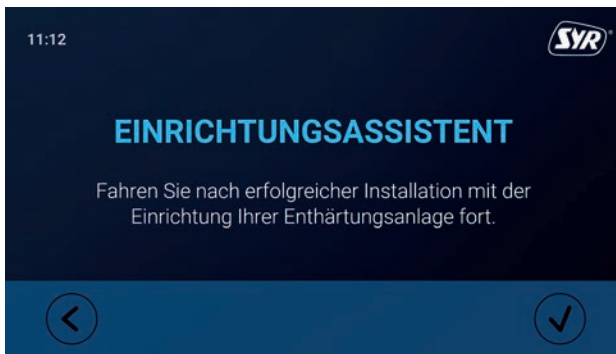 11:12
SYR
EINRICHTUNGSASSISTENT
Fahren Sie nach erfolgreicher Installation mit der
Einrichtung Ihrer Enthärtungsanlage fort.